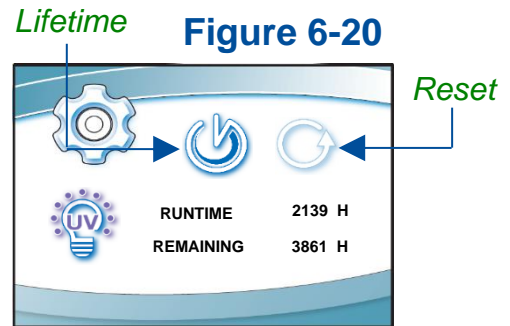 Lifetime
Figure 6-20
Reset
UV
RUNTIME 2139 H
REMAINING 3861 H